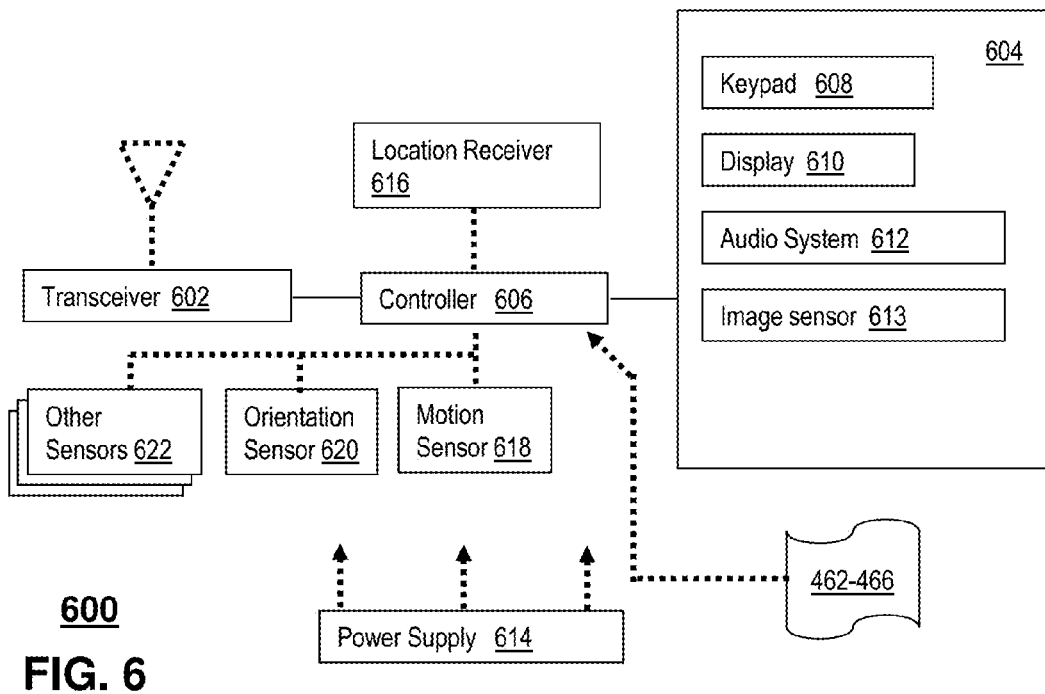 604
Keypad 608
Display 610
Audio System 612
Image sensor 613
Location Receiver
616
Transceiver 602
Controller 606
Other
Sensors 622
Orientation
Sensor 620
Motion
Sensor 618
462-466
Power Supply 614
600
FIG. 6